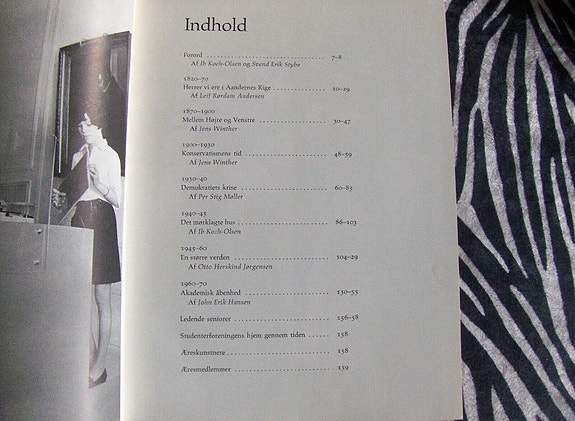 Indhold
Forord . . . . . . . . . . . . . . . . . . . . . . . . . . . . . . 7–8
Af Ib Koch-Olsen og Svend Erik Stybe
1820–70
Herrer vi ere i Aandernes Rige . . . . . . . . . . . . . . . . . . . . 10–29
Af Leif Rørdam Andersen
1870–1900
Mellem Højre og Venstre . . . . . . . . . . . . . . . . . . . . 30–47
Af Jens Winther
1900–1930
Konservatismens tid . . . . . . . . . . . . . . . . . . . . 48–59
Af Jens Winther
1930–40
Demokratiets krise . . . . . . . . . . . . . . . . . . . . 60–85
Af Per Stig Møller
1940–45
Det mørklagte hus . . . . . . . . . . . . . . . . . . . . 86–103
Af Ib Koch-Olsen
1945–60
En større verden . . . . . . . . . . . . . . . . . . . . 104–29
Af Otto Herskind Jørgensen
1960–70
Akademisk åbenhed . . . . . . . . . . . . . . . . . . . . 130–55
Af John Erik Hansen
Ledende seniorer . . . . . . . . . . . . . . . . . . . . 156–58
Studenterforeningens hjem gennem tiden . . . . . . 158
Æreskunstnere . . . . . . . . . . . . . . . . . . . . 158
Æresmedlemmer . . . . . . . . . . . . . . . . . . . . 159